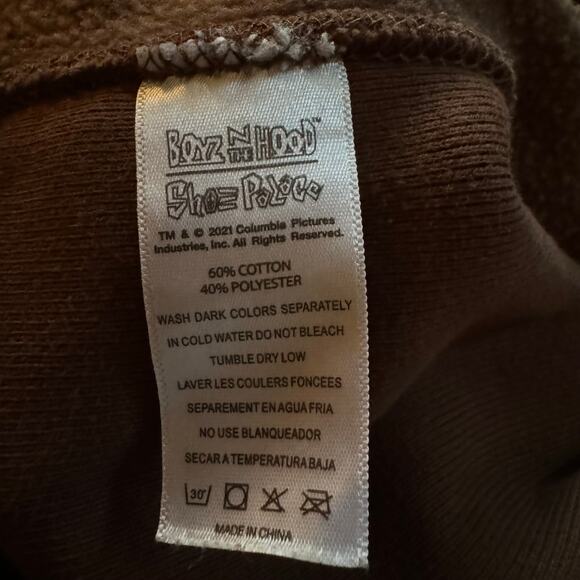 BOYZ N THE HOOD™
SHOE PALACE
TM & © 2021 Columbia Pictures
Industries, Inc. All Rights Reserved.
60% COTTON
40% POLYESTER
WASH DARK COLORS SEPARATELY
IN COLD WATER DO NOT BLEACH
TUMBLE DRY LOW
LAVER LES COULERS FONCEES
SEPAREMENT EN AGUA FRIA
NO USE BLANQUEADOR
SECAR A TEMPERATURA BAJA
30°
MADE IN CHINA